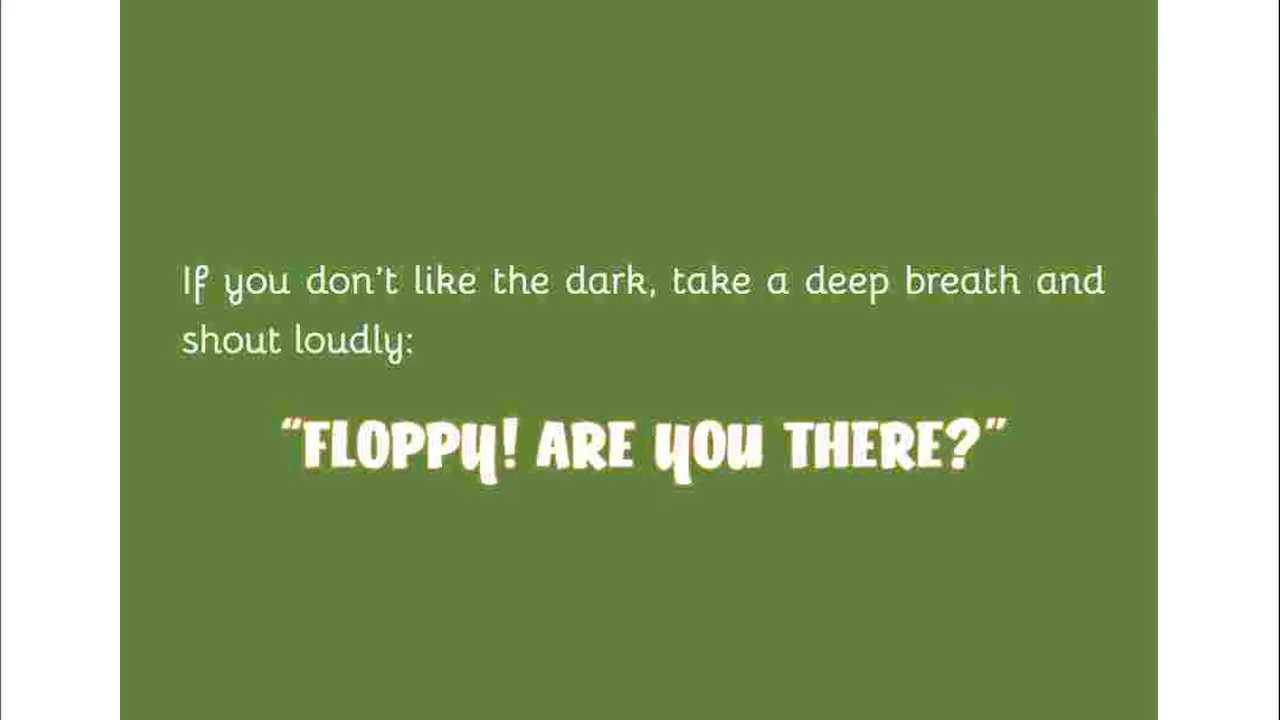 If you don't like the dark, take a deep breath and
shout loudly:
“FLOPPY! ARE YOU THERE?”